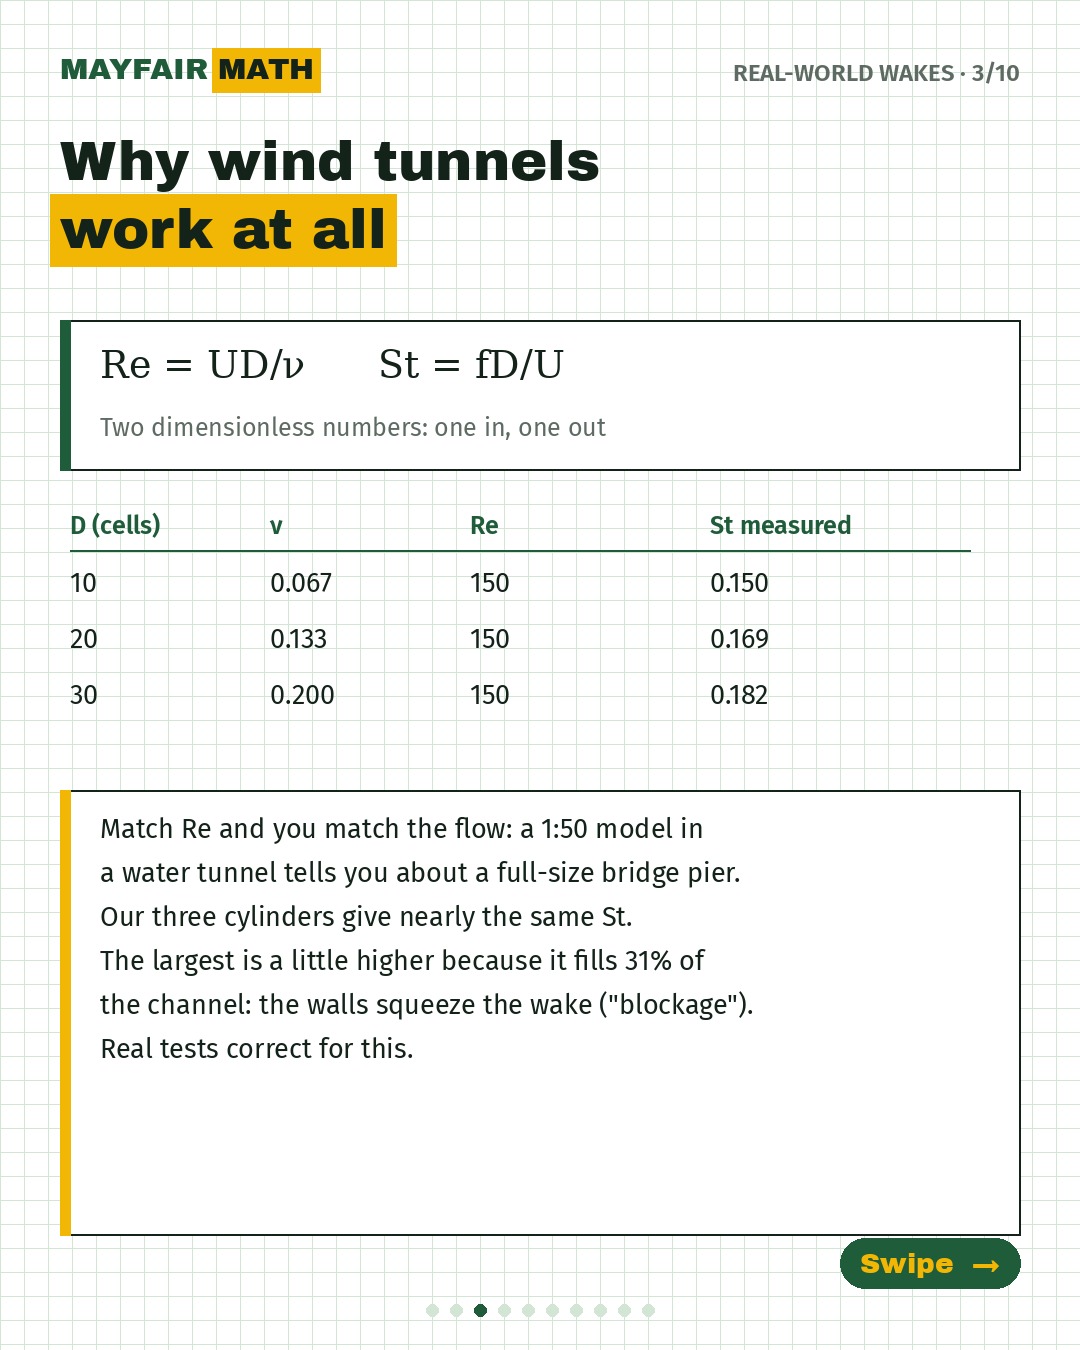 MAYFAIR MATH
REAL-WORLD WAKES · 3/10
Why wind tunnels
work at all
Re = UD/ν St = fD/U
Two dimensionless numbers: one in, one out
D (cells) ν Re St measured
10 0.067 150 0.150
20 0.133 150 0.169
30 0.200 150 0.182
Match Re and you match the flow: a 1:50 model in
a water tunnel tells you about a full-size bridge pier.
Our three cylinders give nearly the same St.
The largest is a little higher because it fills 31% of
the channel: the walls squeeze the wake ("blockage").
Real tests correct for this.
Swipe →